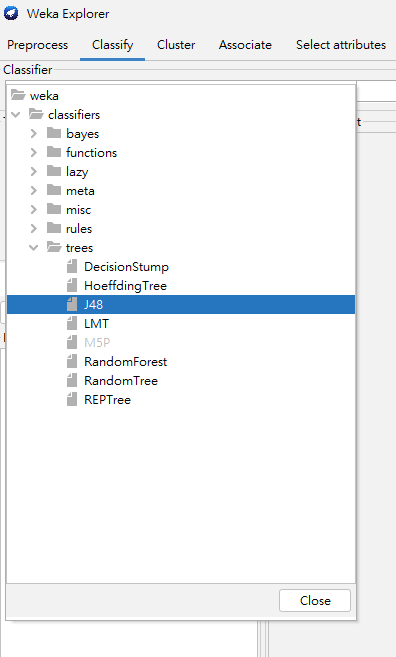 Weka Explorer
Preprocess Classify Cluster Associate Select attributes
Classifier
weka
classifiers
bayes
functions
lazy
meta
misc
rules
trees
DecisionStump
HoeffdingTree
J48
LMT
M5P
RandomForest
RandomTree
REPTree
Close